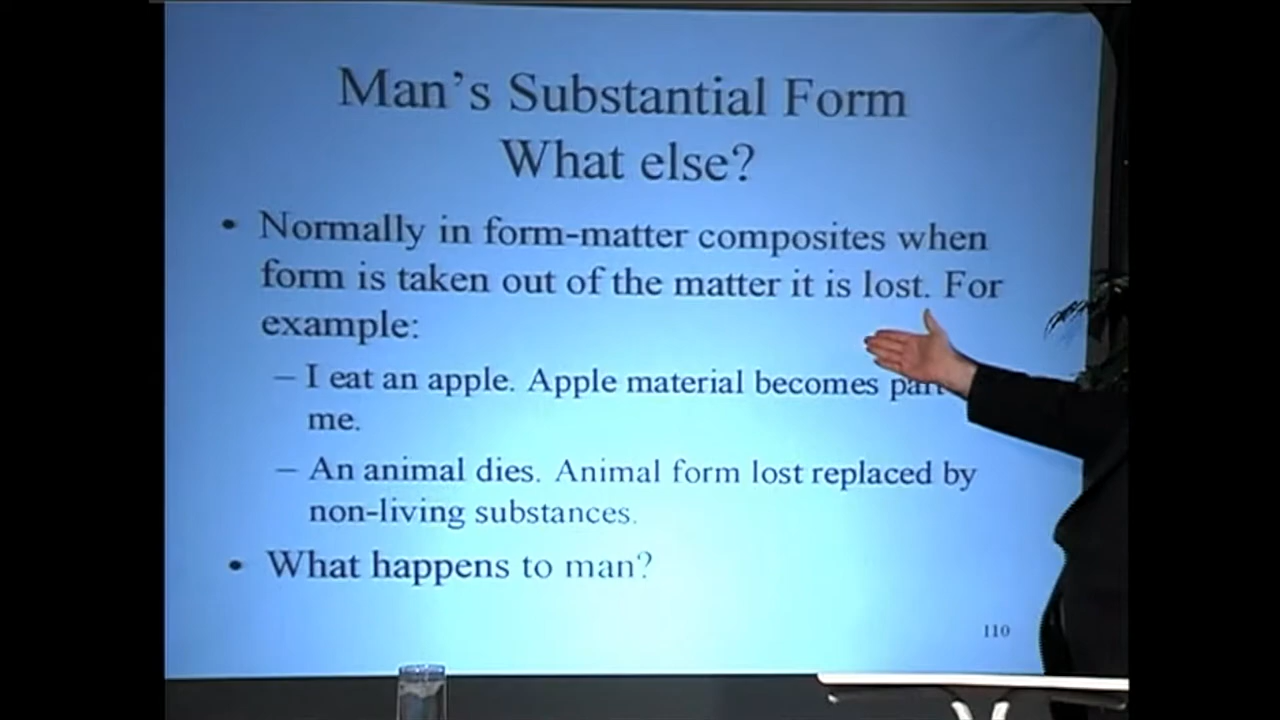 Man's Substantial Form
What else?
• Normally in form-matter composites when
form is taken out of the matter it is lost. For
example:
– I eat an apple. Apple material becomes part
me.
– An animal dies. Animal form lost replaced by
non-living substances.
• What happens to man?
110